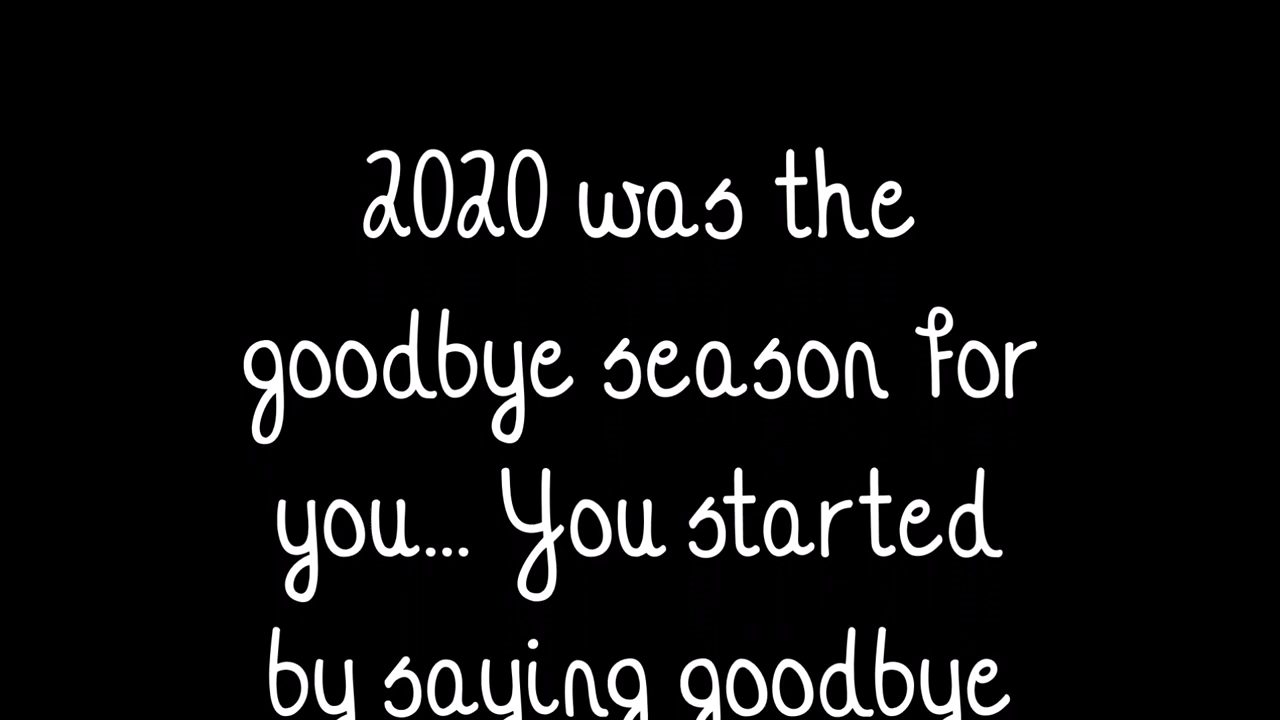 2020 was the
goodbye season for
you... You started
by saying goodbye